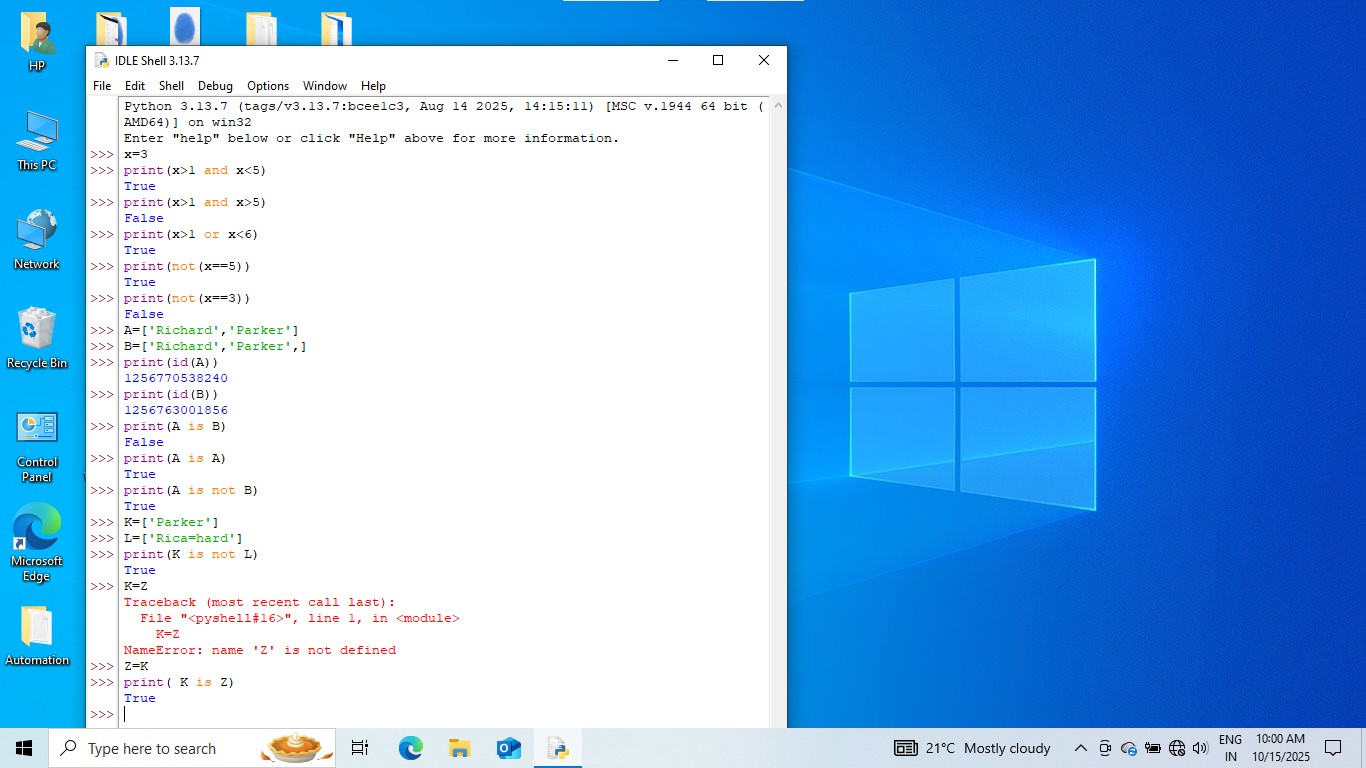 HP
This PC
Network
Recycle Bin
Control
Panel
Microsoft
Edge
Automation
IDLE Shell 3.13.7
File Edit Shell Debug Options Window Help
Python 3.13.7 (tags/v3.13.7:bcee1c3, Aug 14 2025, 14:15:11) [MSC v.1944 64 bit (
AMD64)] on win32
Enter "help" below or click "Help" above for more information.
>>> x=3
>>> print(x>1 and x<5)
True
>>> print(x>1 and x>5)
False
>>> print(x>1 or x<6)
True
>>> print(not(x==5))
True
>>> print(not(x==3))
False
>>> A=['Richard','Parker']
>>> B=['Richard','Parker',]
>>> print(id(A))
1256770538240
>>> print(id(B))
1256763001856
>>> print(A is B)
False
>>> print(A is A)
True
>>> print(A is not B)
True
>>> K=['Parker']
>>> L=['Rica=hard']
>>> print(K is not L)
True
>>> K=Z
Traceback (most recent call last):
  File "<pyshell#16>", line 1, in <module>
    K=Z
NameError: name 'Z' is not defined
>>> Z=K
>>> print( K is Z)
True
>>>
Type here to search
21°C Mostly cloudy
ENG
IN
10:00 AM
10/15/2025